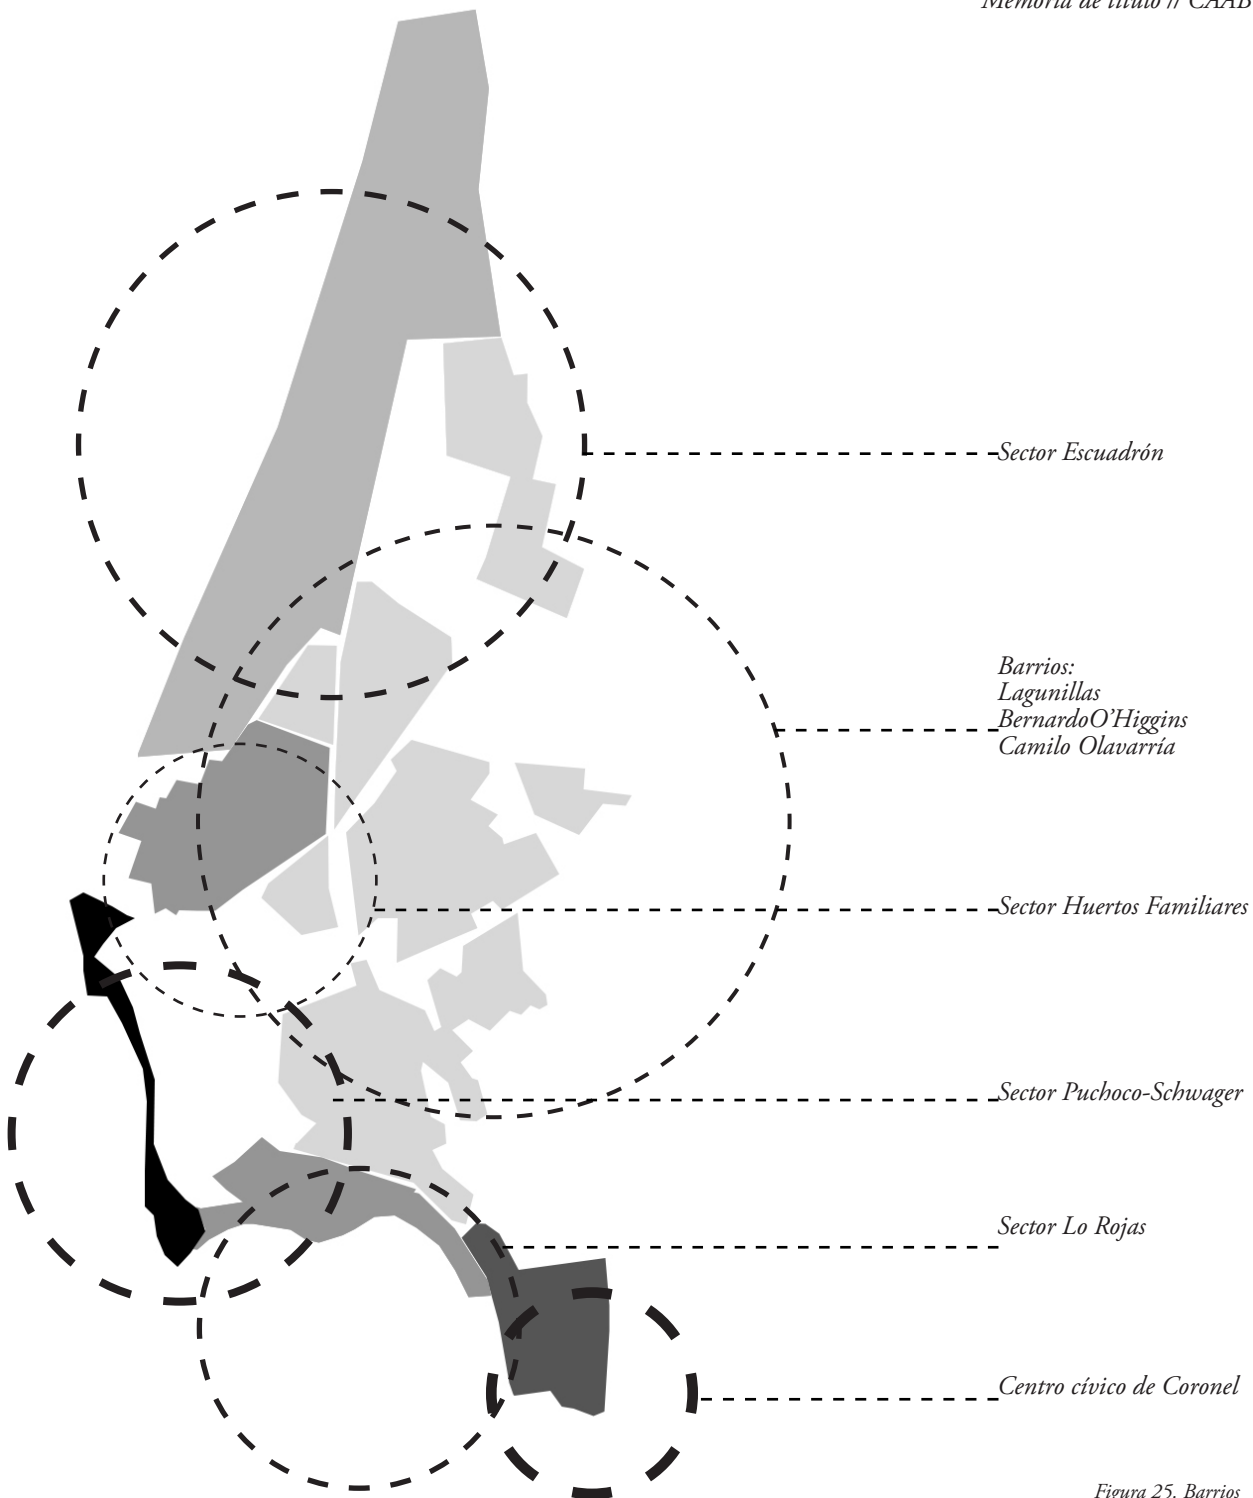 Memoria de título // CAAB
Sector Escuadrón
Barrios:
Lagunillas
BernardoO’Higgins
Camilo Olavarría
Sector Huertos Familiares
Sector Puchoco-Schwager
Sector Lo Rojas
Centro cívico de Coronel
Figura 25. Barrios